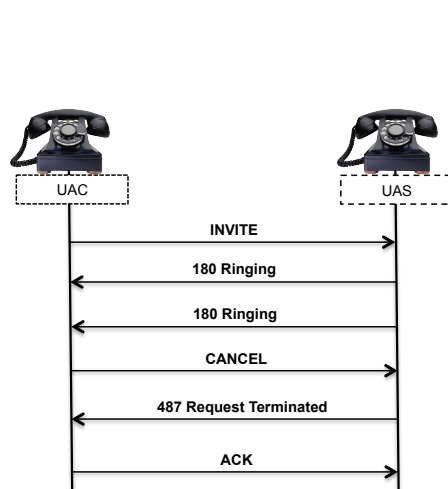 UAC
UAS
INVITE
180 Ringing
180 Ringing
CANCEL
487 Request Terminated
ACK